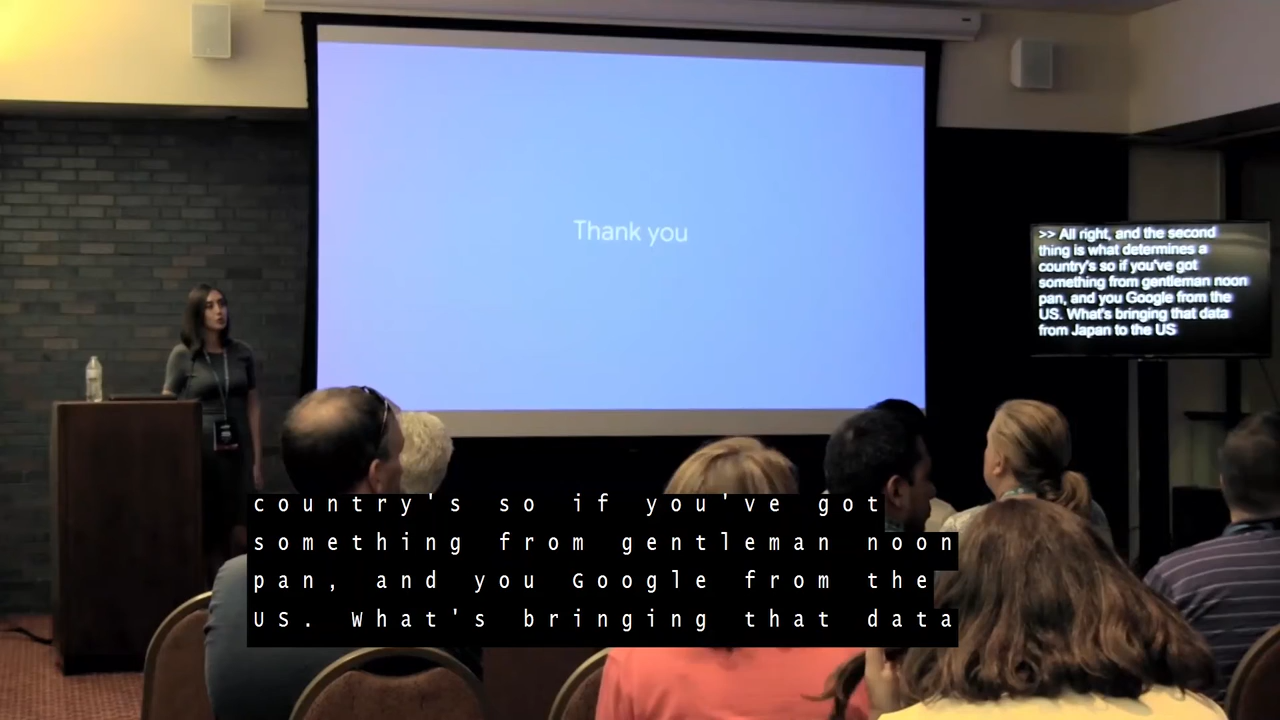 Thank you
>> All right, and the second
thing is what determines a
country's so if you've got
something from gentleman noon
pan, and you Google from the
US. What's bringing that data
from Japan to the US
country's so if you've got
something from gentleman noon
pan, and you Google from the
US. What's bringing that data